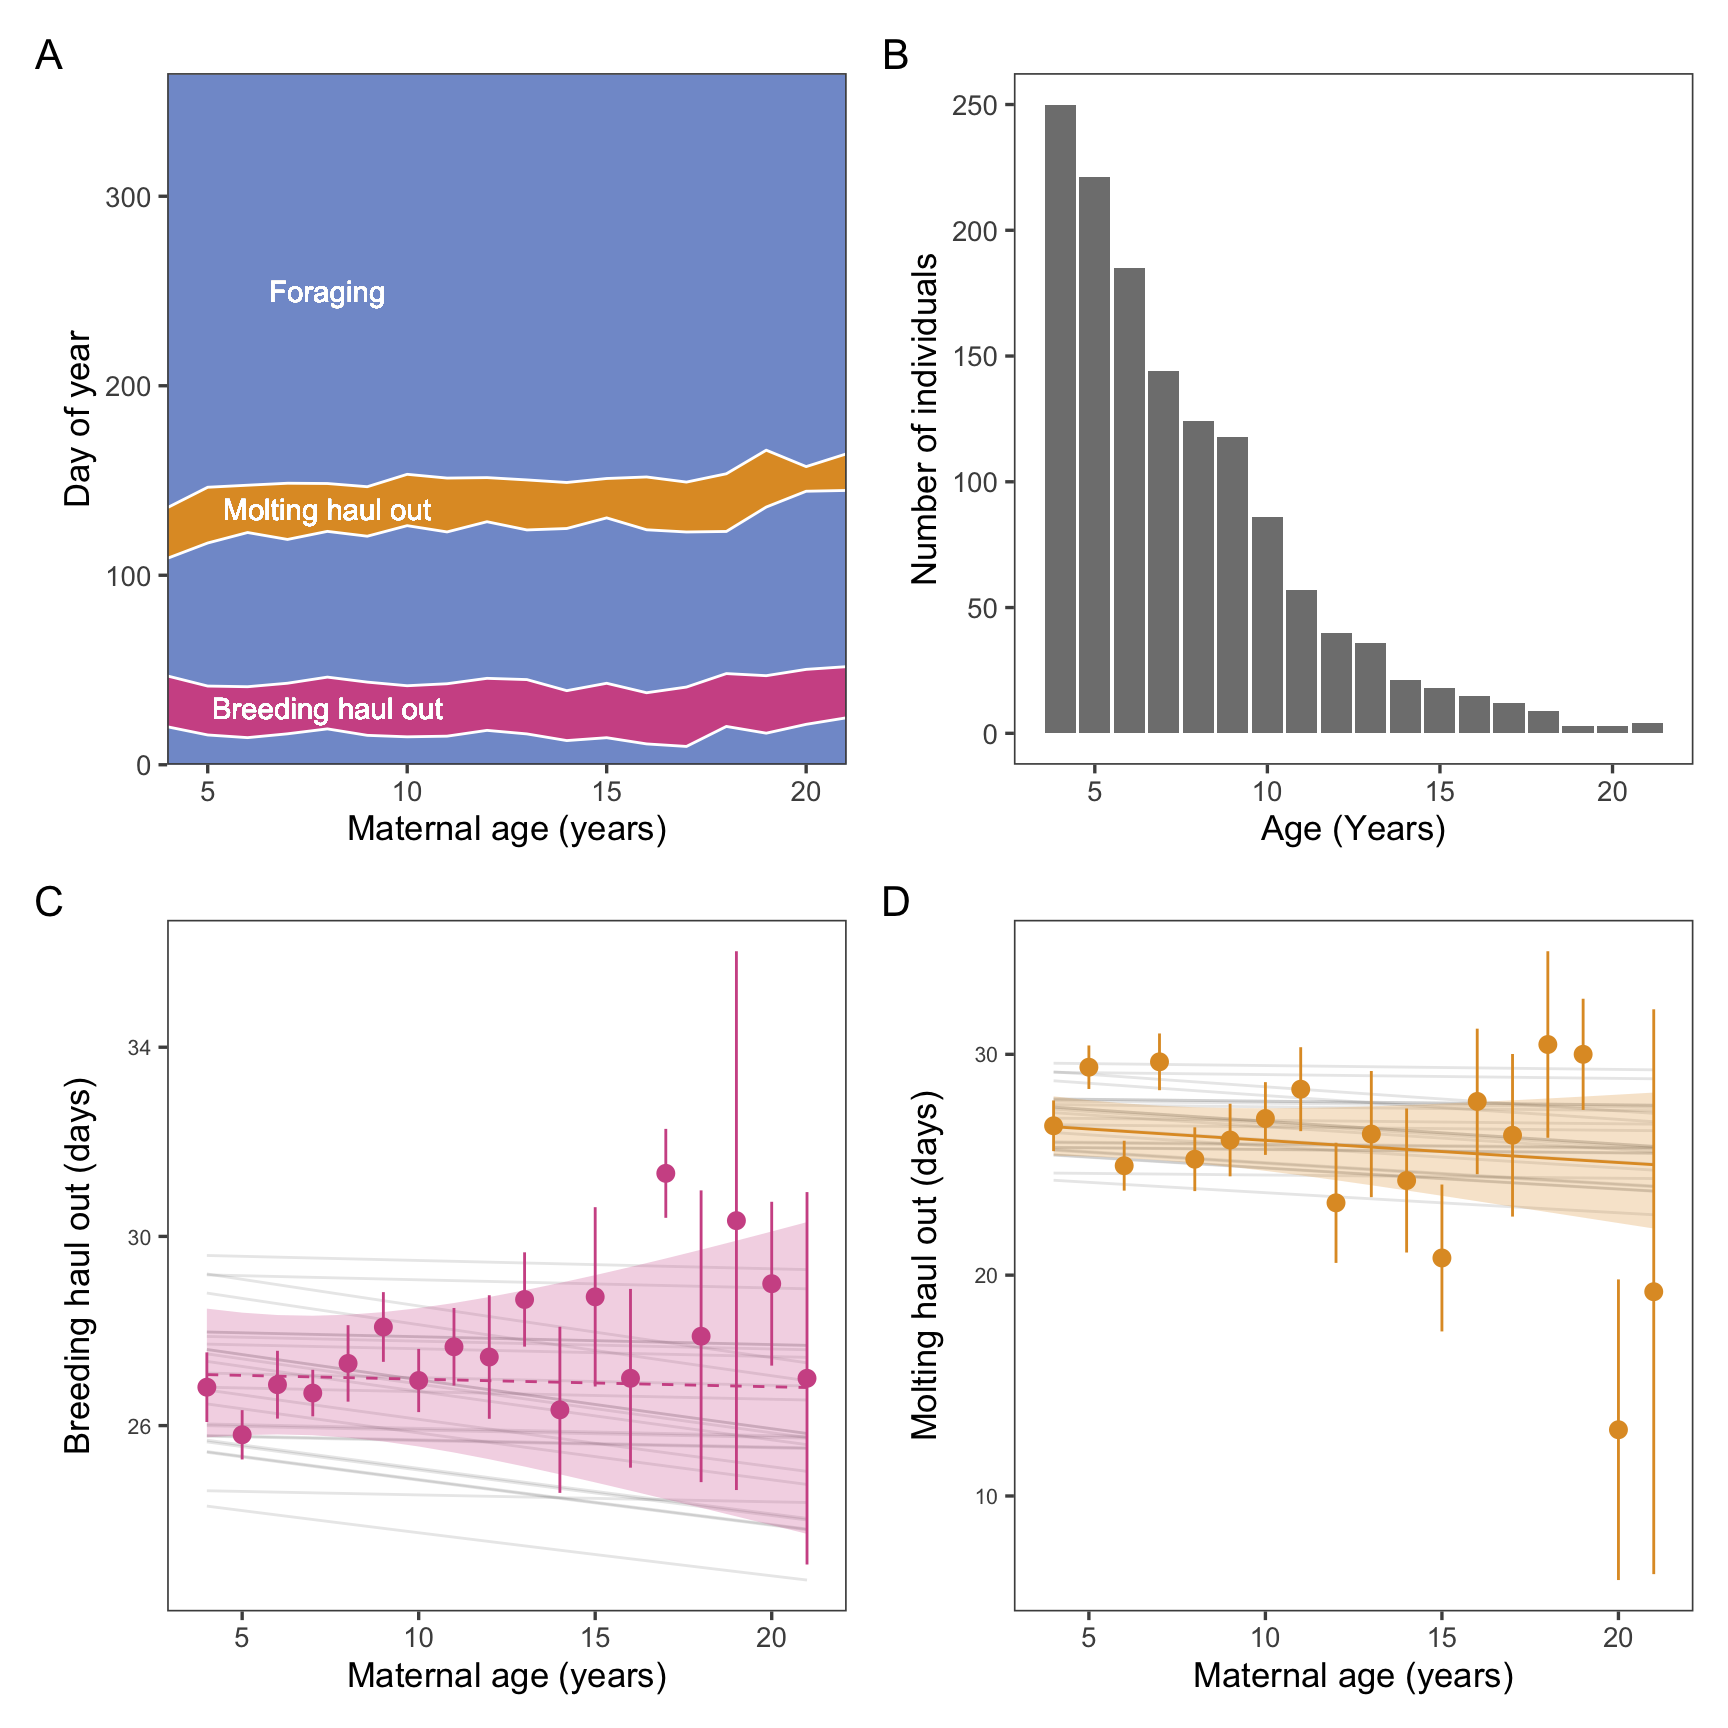 A
Day of year
300
200
100
0
Foraging
Molting haul out
Breeding haul out
5 10 15 20
Maternal age (years)
B
Number of individuals
250
200
150
100
50
0
5 10 15 20
Age (Years)
C
Breeding haul out (days)
34
30
26
5 10 15 20
Maternal age (years)
D
Molting haul out (days)
30
20
10
5 10 15 20
Maternal age (years)